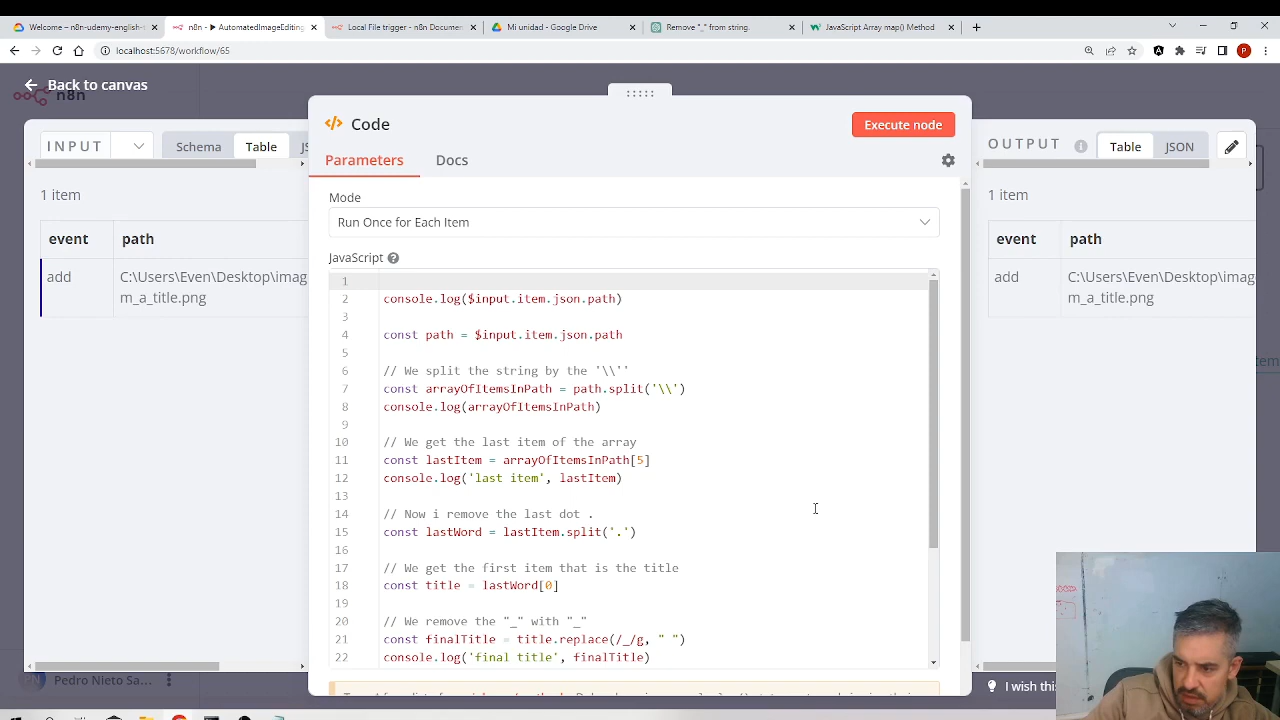 Welcome – n8n-udemy-english-
n8n - ▶ AutomatedImageEditing
Local File trigger - n8n Documen
Mi unidad - Google Drive
Remove "_" from string.
JavaScript Array map() Method
localhost:5678/workflow/65
P
Back to canvas
n8n
Code
Execute node
Parameters
Docs
INPUT
Schema
Table
JS
1 item
event path
add C:\Users\Even\Desktop\imag
m_a_title.png
Mode
Run Once for Each Item
JavaScript
1
2 console.log($input.item.json.path)
3
4 const path = $input.item.json.path
5
6 // We split the string by the '\\''
7 const arrayOfItemsInPath = path.split('\\')
8 console.log(arrayOfItemsInPath)
9
10 // We get the last item of the array
11 const lastItem = arrayOfItemsInPath[5]
12 console.log('last item', lastItem)
13
14 // Now i remove the last dot .
15 const lastWord = lastItem.split('.')
16
17 // We get the first item that is the title
18 const title = lastWord[0]
19
20 // We remove the "_" with "_"
21 const finalTitle = title.replace(/_/g, " ")
22 console.log('final title', finalTitle)
OUTPUT
Table
JSON
1 item
event path
add C:\Users\Even\Desktop\imag
m_a_title.png
Item
PN Pedro Nieto Sa...
I wish this